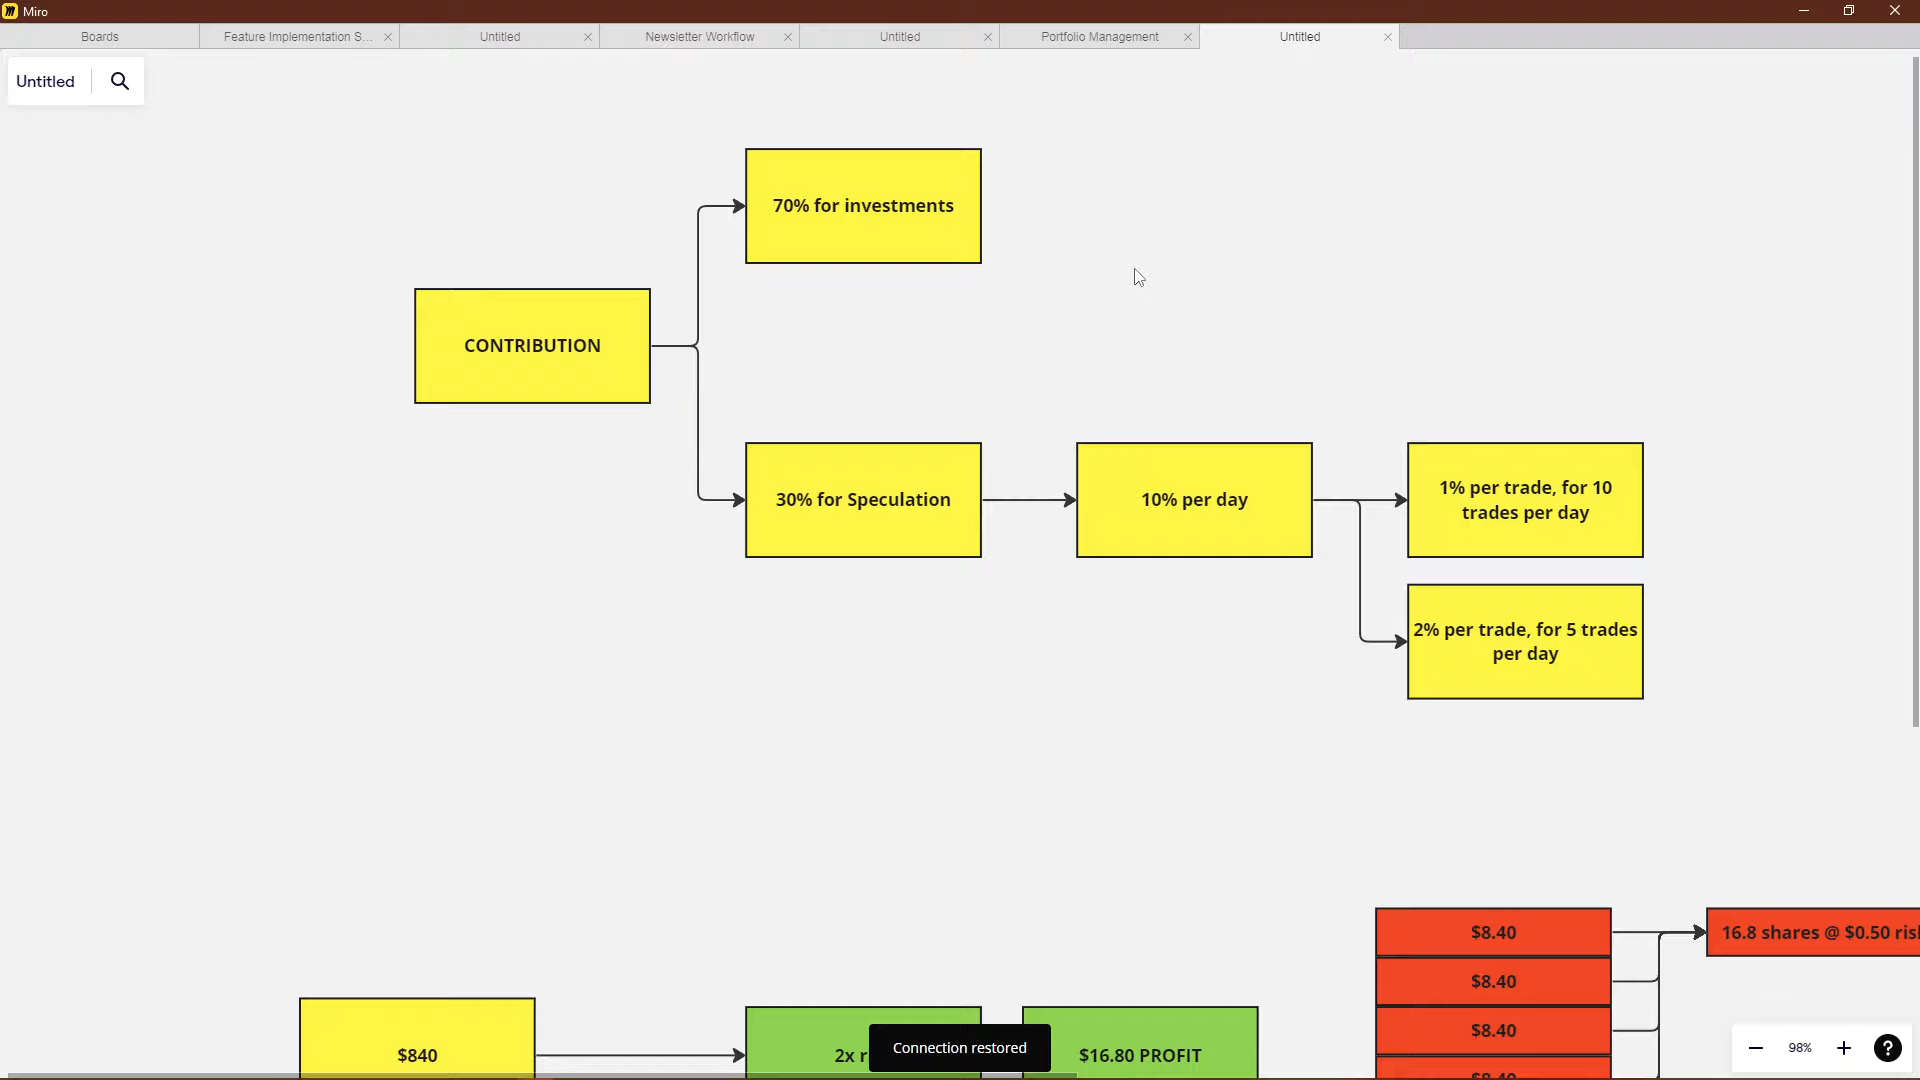 Miro
Boards
Feature Implementation S...
Untitled
Newsletter Workflow
Untitled
Portfolio Management
Untitled
Untitled
70% for investments
CONTRIBUTION
30% for Speculation
10% per day
1% per trade, for 10
trades per day
2% per trade, for 5 trades
per day
$8.40
16.8 shares @ $0.50
$8.40
$8.40
$840
2x
Connection restored
$16.80 PROFIT
98%
?
$8.40